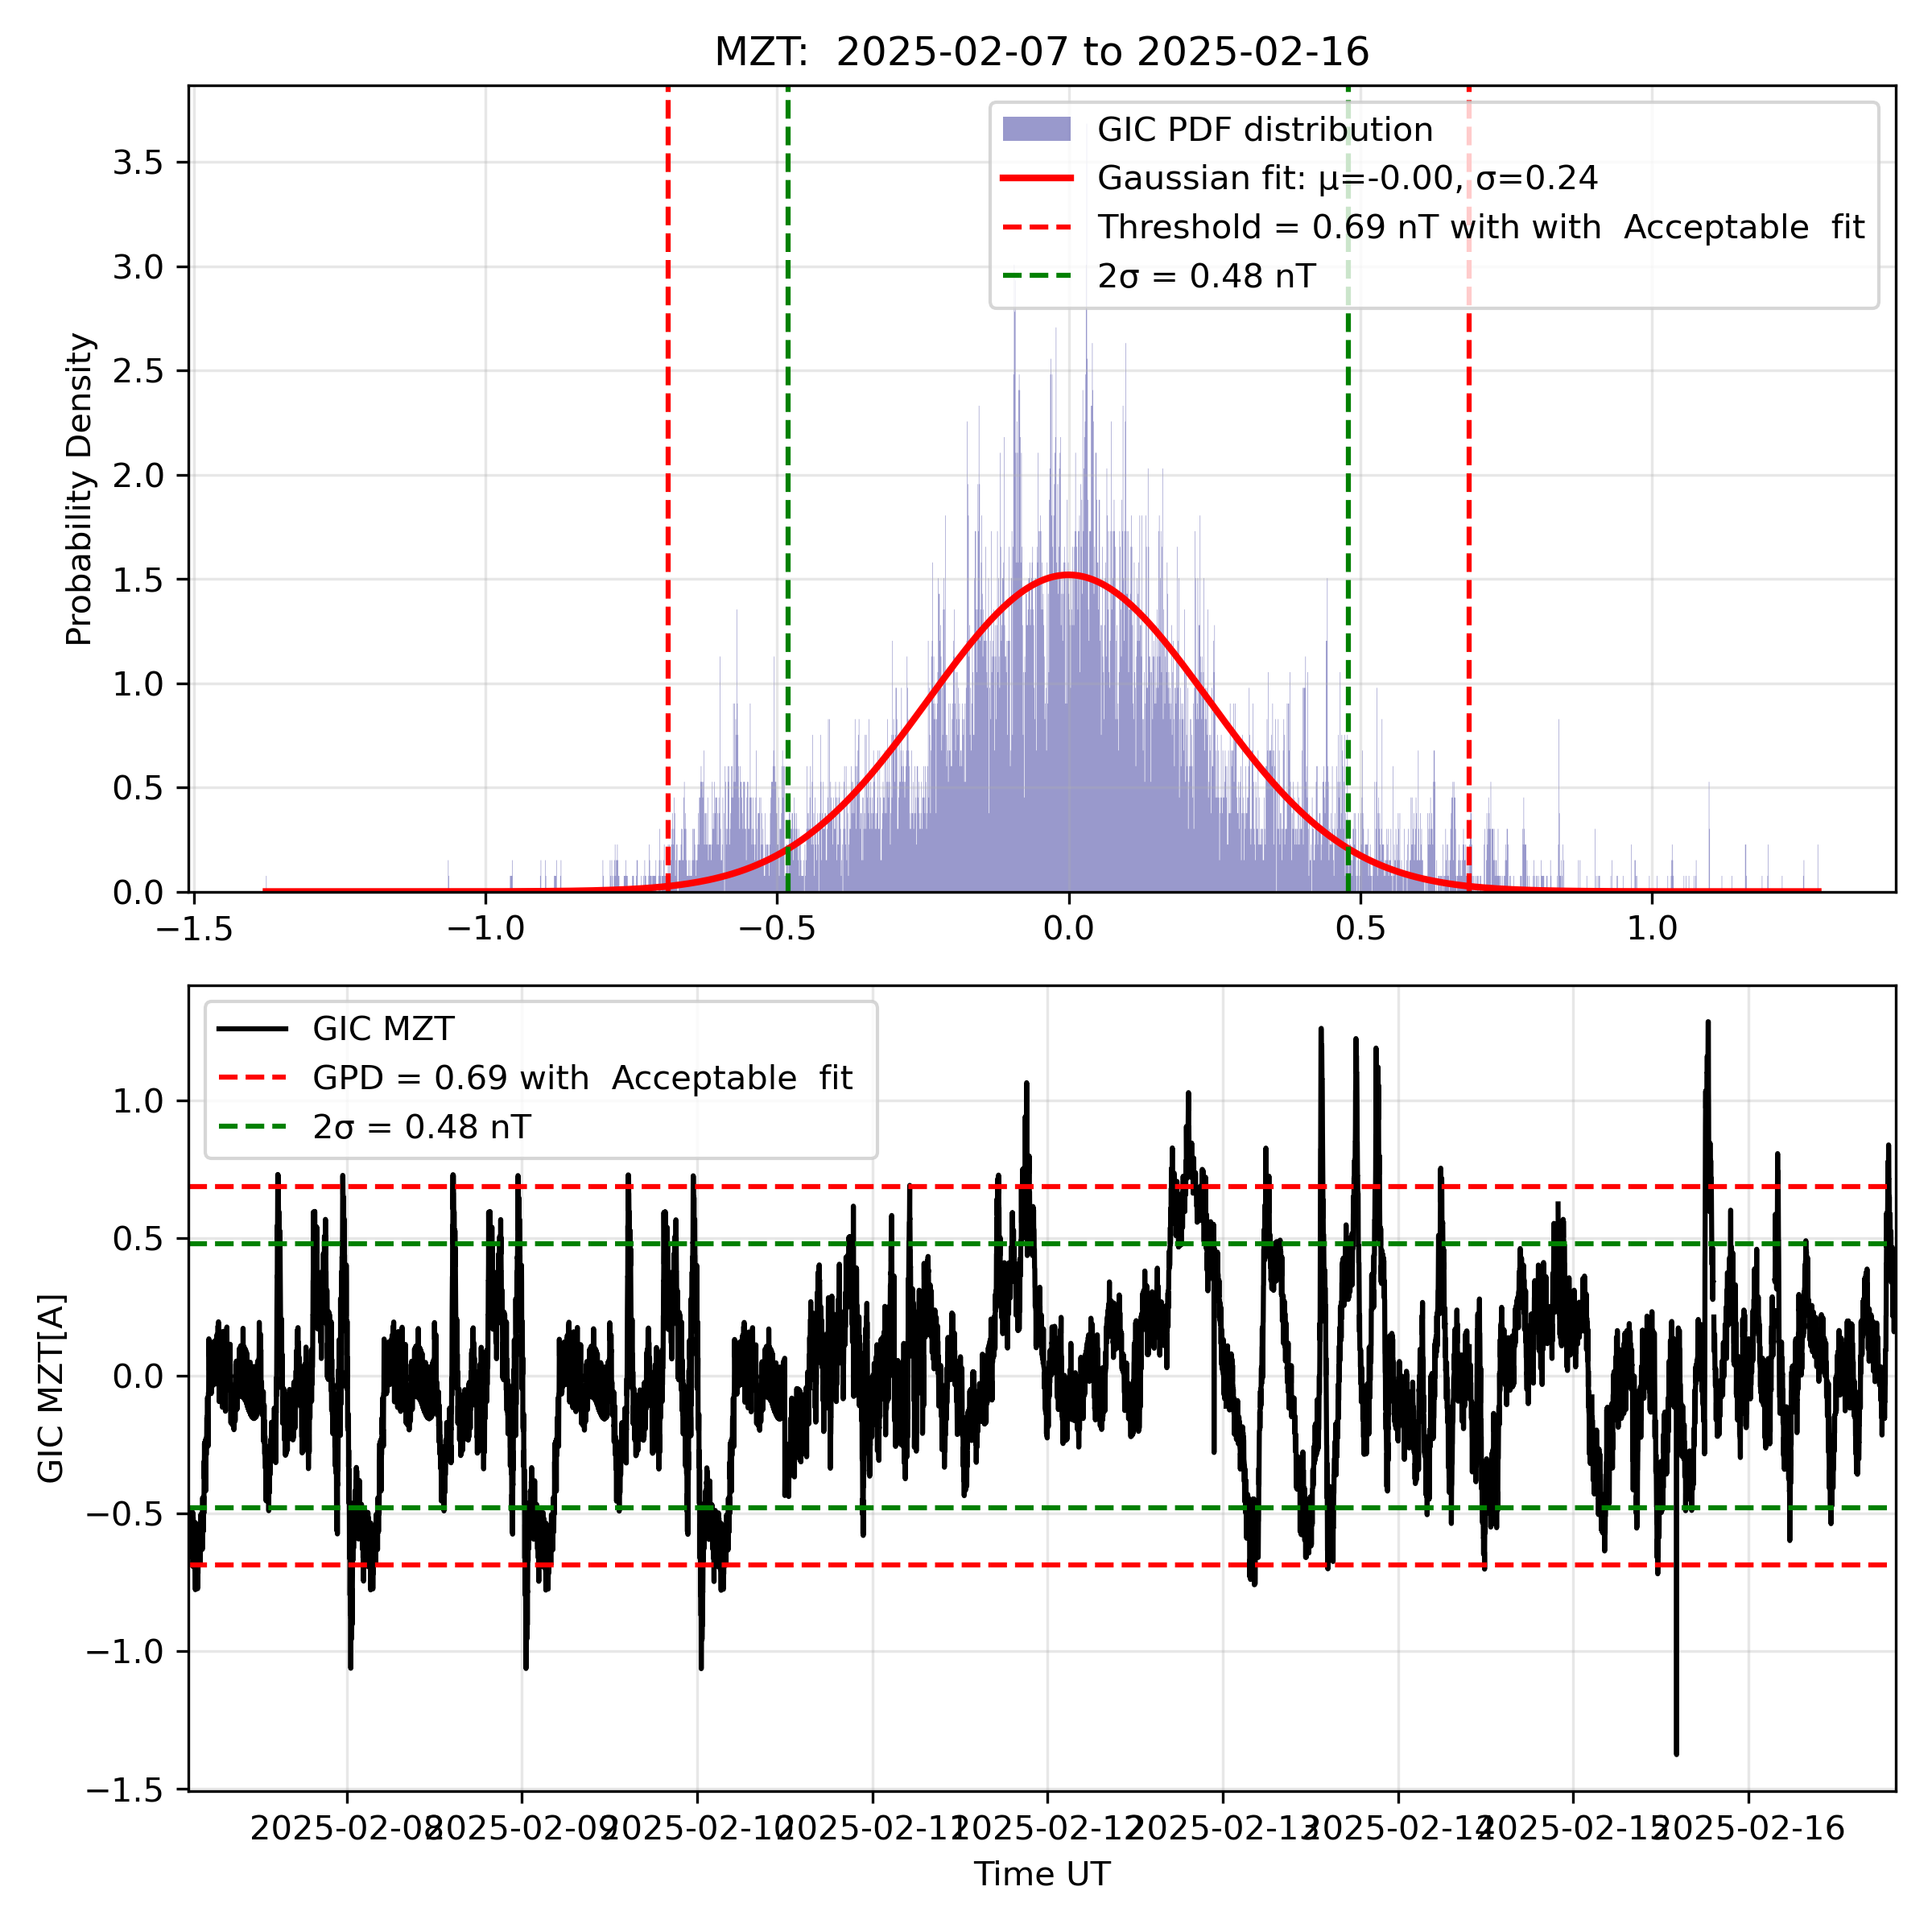 MZT:  2025-02-07 to 2025-02-16
Probability Density
3.5
3.0
2.5
2.0
1.5
1.0
0.5
0.0
GIC PDF distribution
Gaussian fit: μ=-0.00, σ=0.24
Threshold = 0.69 nT with with  Acceptable  fit
2σ = 0.48 nT
−1.5
−1.0
−0.5
0.0
0.5
1.0
GIC MZT[A]
1.0
0.5
0.0
−0.5
−1.0
−1.5
GIC MZT
GPD = 0.69 with  Acceptable  fit
2σ = 0.48 nT
2025-02-08
2025-02-09
2025-02-10
2025-02-11
2025-02-12
2025-02-13
2025-02-14
2025-02-15
2025-02-16
Time UT